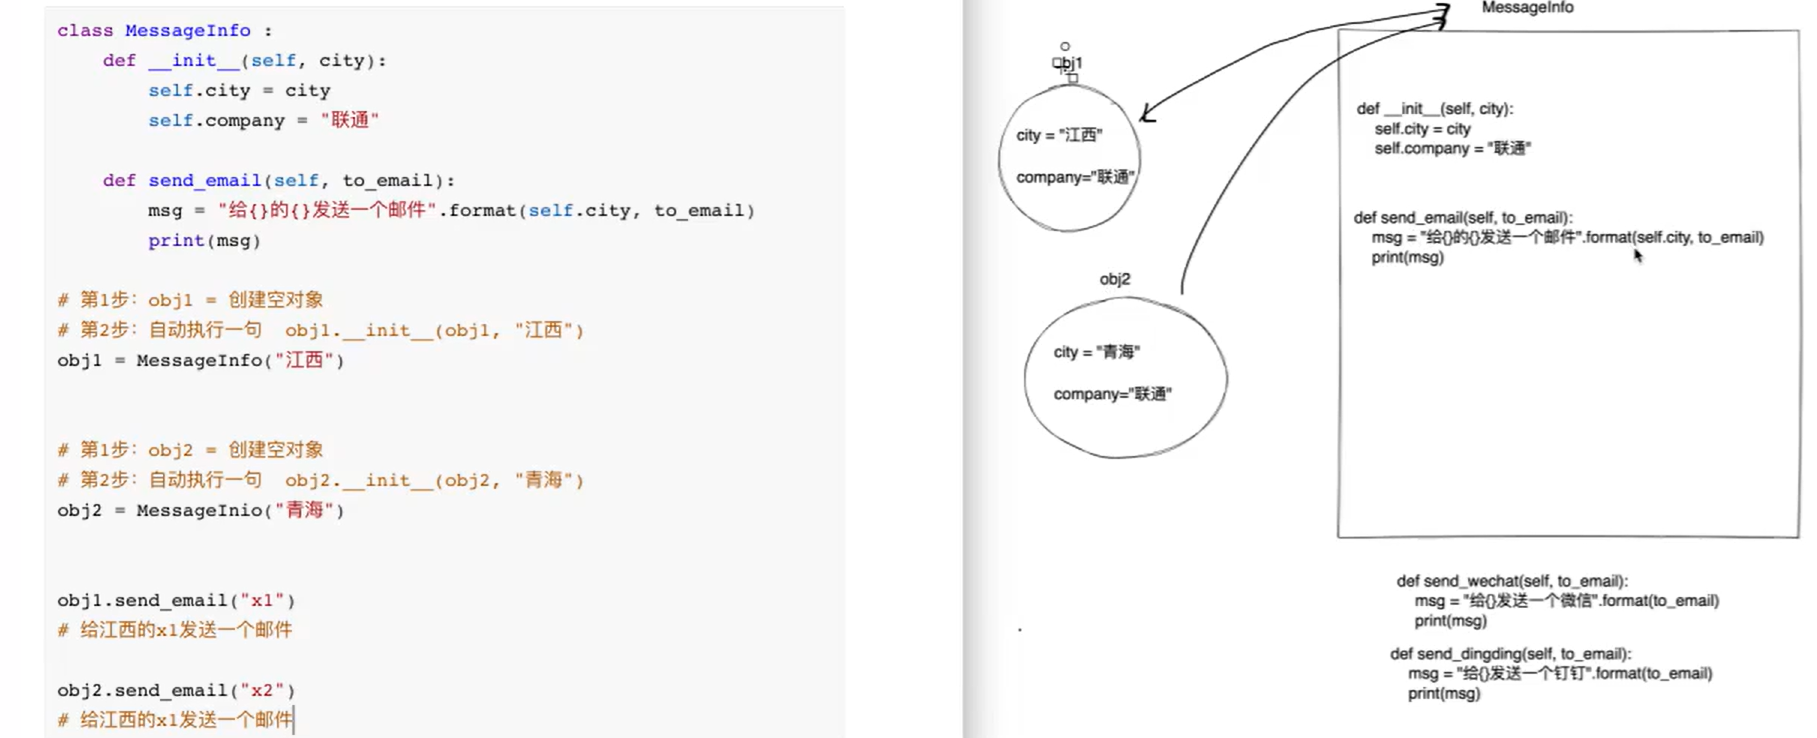 class MessageInfo :
    def __init__(self, city):
        self.city = city
        self.company = "联通"
    def send_email(self, to_email):
        msg = "给{}的{}发送一个邮件".format(self.city, to_email)
        print(msg)
# 第1步：obj1 = 创建空对象
# 第2步：自动执行一句  obj1.__init__(obj1, "江西")
obj1 = MessageInfo("江西")
# 第1步：obj2 = 创建空对象
# 第2步：自动执行一句  obj2.__init__(obj2, "青海")
obj2 = MessageInio("青海")
obj1.send_email("x1")
# 给江西的x1发送一个邮件
obj2.send_email("x2")
# 给江西的x1发送一个邮件
MessageInfo
obj1
city = "江西"
company="联通"
obj2
city = "青海"
company="联通"
def __init__(self, city):
    self.city = city
    self.company = "联通"
def send_email(self, to_email):
    msg = "给{}的{}发送一个邮件".format(self.city, to_email)
    print(msg)
def send_wechat(self, to_email):
    msg = "给{}发送一个微信".format(to_email)
    print(msg)
def send_dingding(self, to_email):
    msg = "给{}发送一个钉钉".format(to_email)
    print(msg)